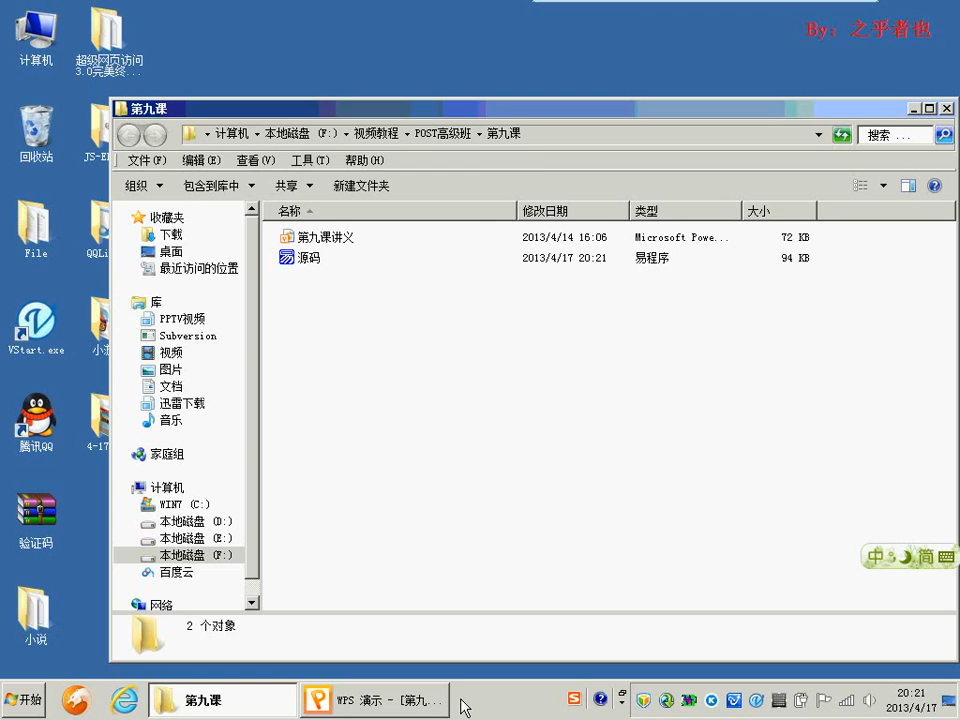 By：之乎者也
计算机
超级网页访问
3.0完美终...
回收站
JS-E
File
QQLi
VStart.exe
小
腾讯QQ
4-17
验证码
小说
第九课
计算机 本地磁盘 (F:) 视频教程 POST高级班 第九课
搜索 ...
文件(F) 编辑(E) 查看(V) 工具(T) 帮助(H)
组织 包含到库中 共享 新建文件夹
收藏夹
下载
桌面
最近访问的位置
库
PPTV视频
Subversion
视频
图片
文档
迅雷下载
音乐
家庭组
计算机
WIN7 (C:)
本地磁盘 (D:)
本地磁盘 (E:)
本地磁盘 (F:)
百度云
网络
名称 修改日期 类型 大小
第九课讲义 2013/4/14 16:06 Microsoft Powe... 72 KB
源码 2013/4/17 20:21 易程序 94 KB
2 个对象
中 简
开始
第九课
WPS 演示 - [第九...
20:21
2013/4/17